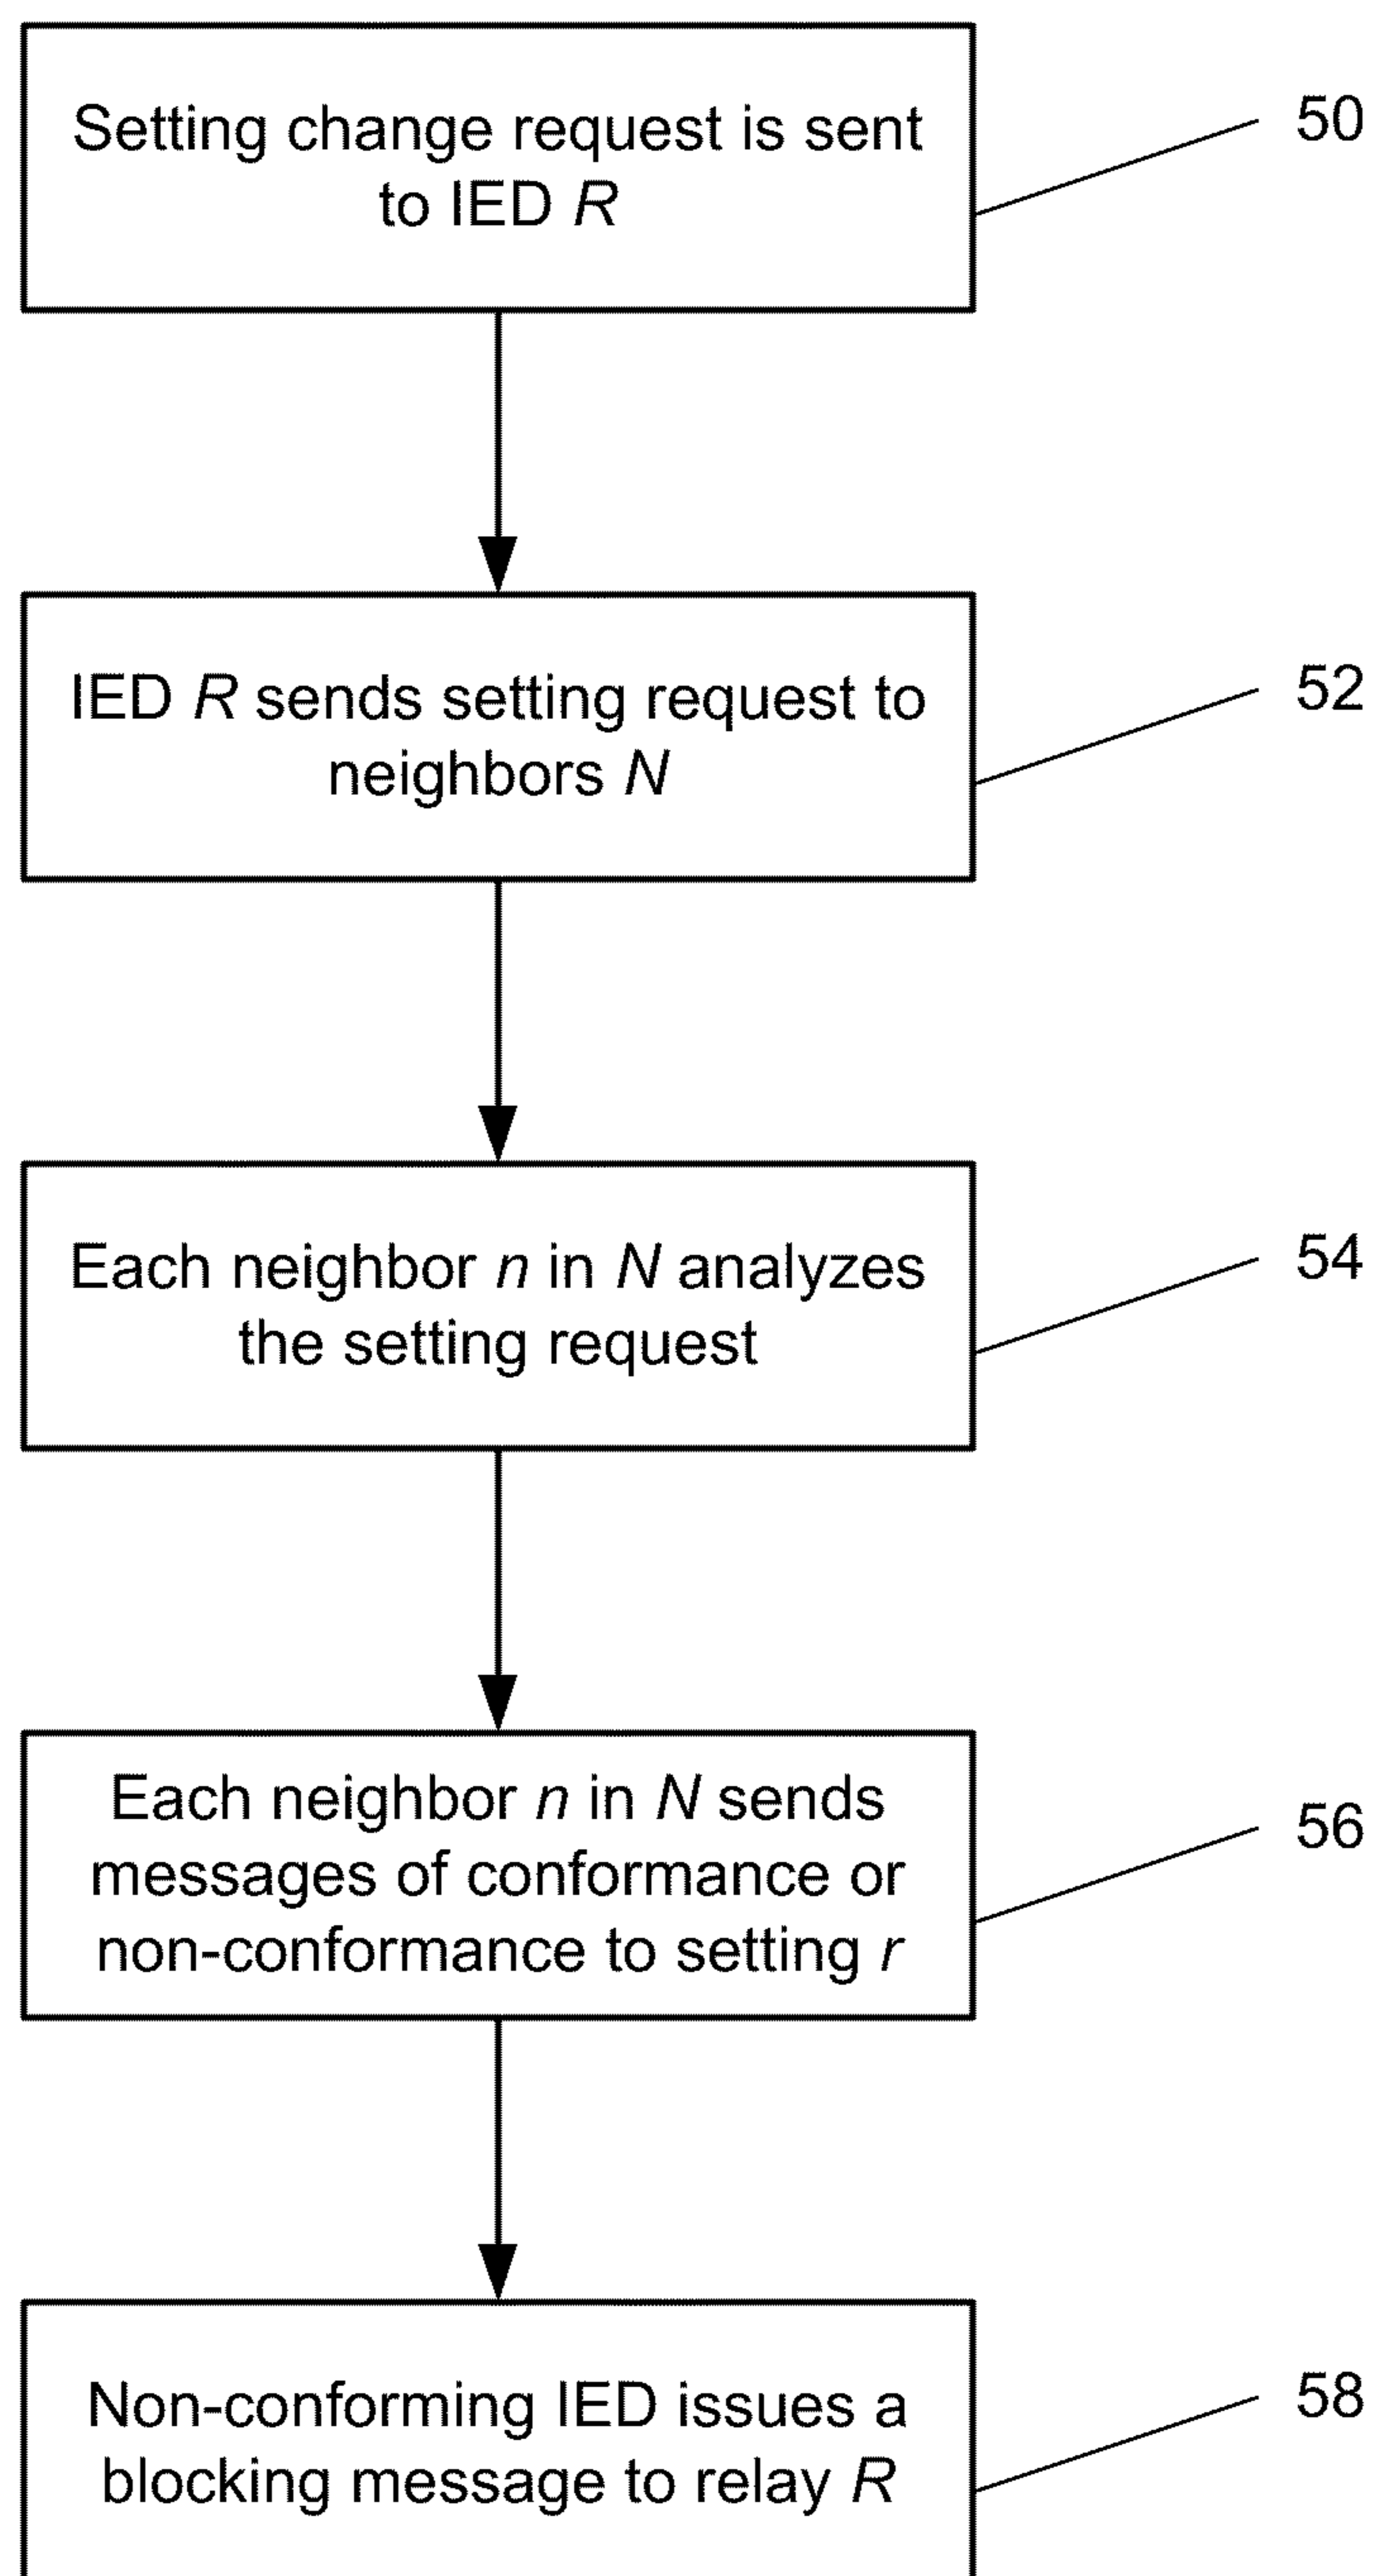 Setting change request is sent
to IED R
50
IED R sends setting request to
neighbors N
52
Each neighbor n in N analyzes
the setting request
54
Each neighbor n in N sends
messages of conformance or
non-conformance to setting r
56
Non-conforming IED issues a
blocking message to relay R
58